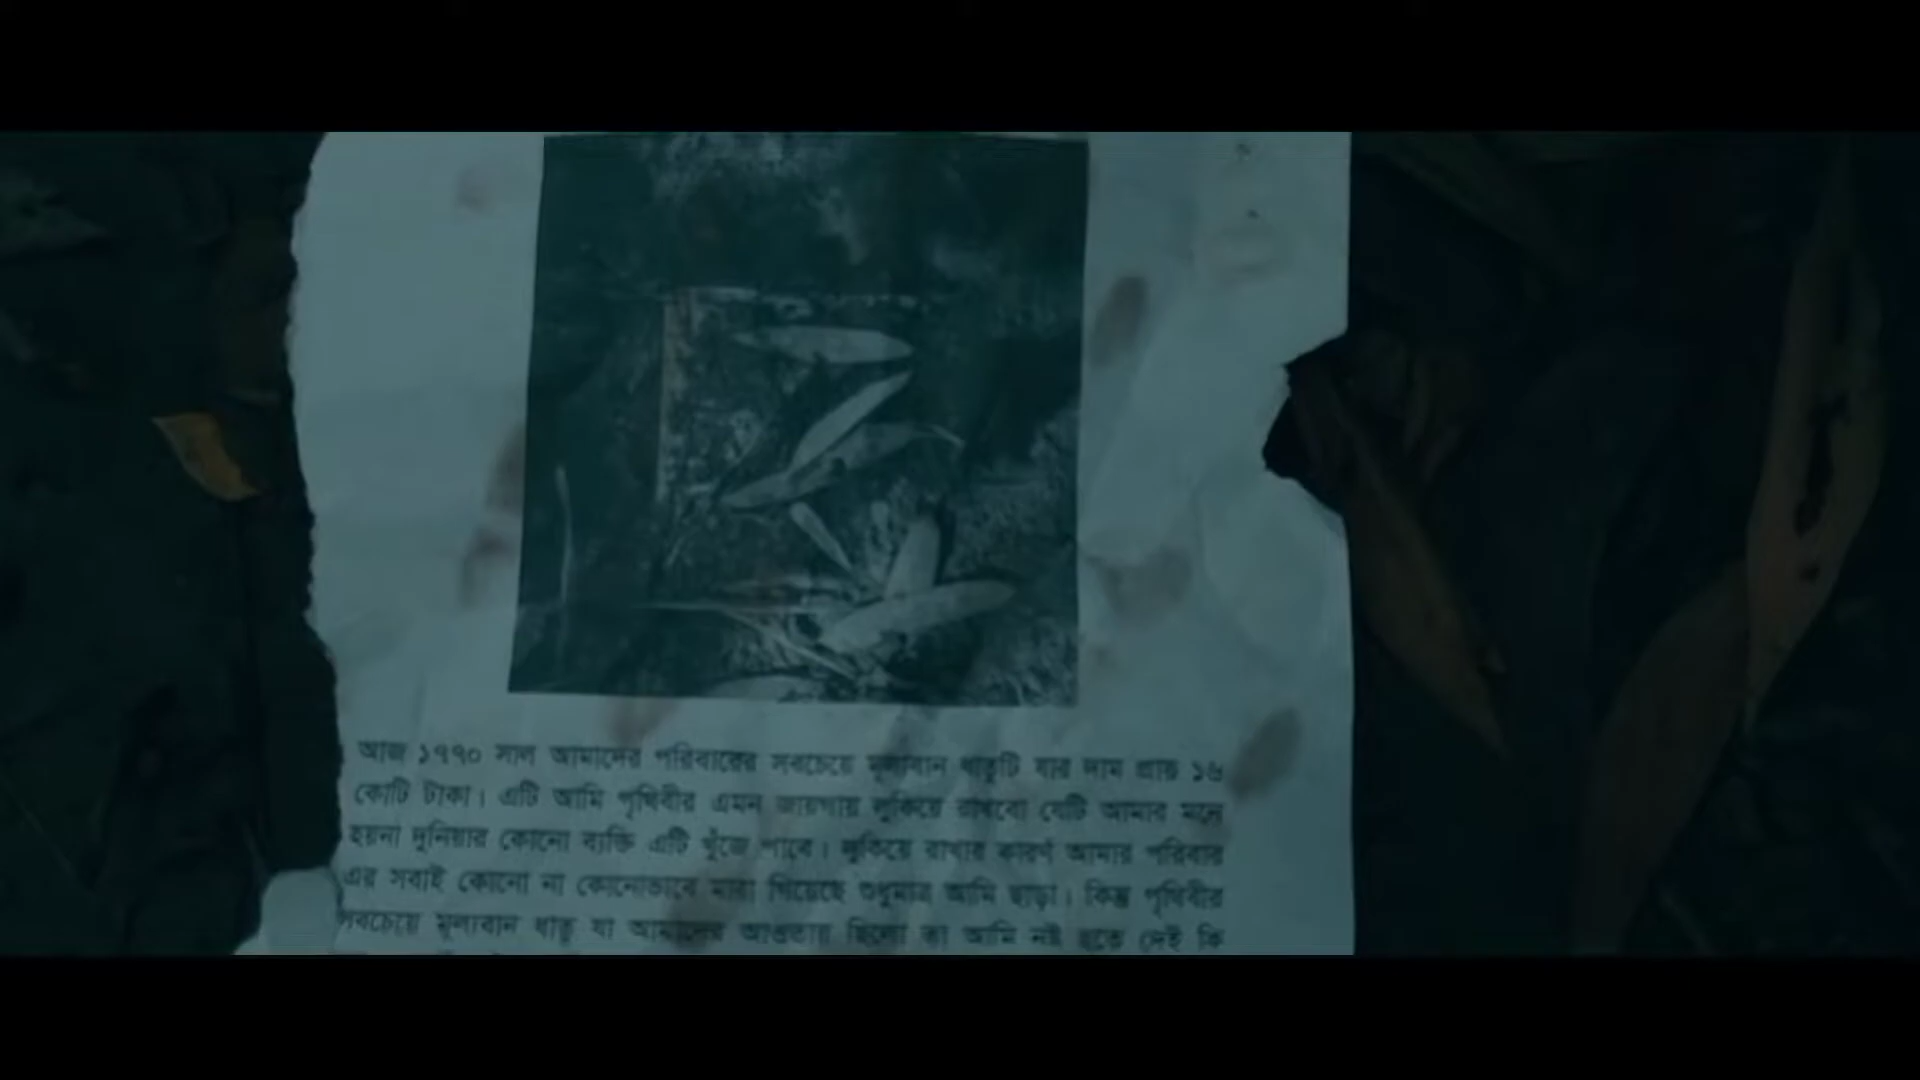 আজ ১৭৭০ সাল আমাদের পরিবারের সবচেয়ে মূল্যবান ধাতুটি যার দাম প্রায় ১৬
কোটি টাকা। এটি আমি পৃথিবীর এমন জায়গায় লুকিয়ে রাখবো যেটি আমার মনে
হয়না দুনিয়ার কোনো ব্যক্তি এটি খুঁজে পাবে। লুকিয়ে রাখার কারণ আমার পরিবার
এর সবাই কোনো না কোনোভাবে মারা গিয়েছে শুধুমাত্র আমি ছাড়া। কিন্তু পৃথিবীর
সবচেয়ে মূল্যবান ধাতু যা আমাদের আওতায় ছিলো তা আমি নষ্ট হতে দেই কি